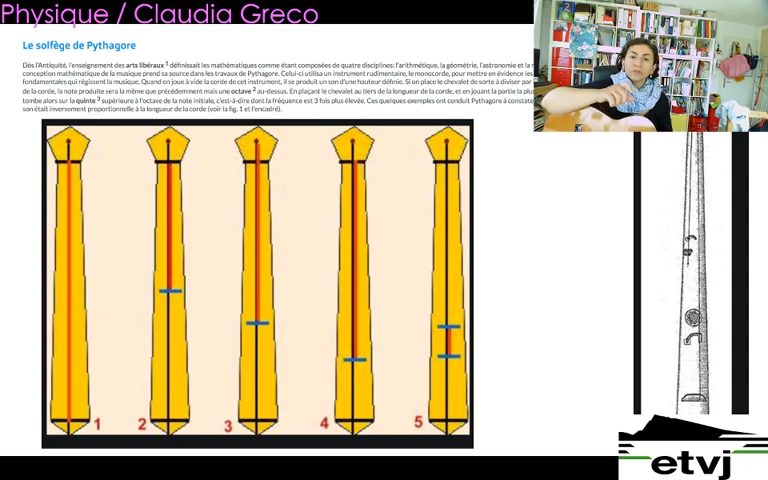 Physique / Claudia Greco
Le solfège de Pythagore
Dès l'Antiquité, l'enseignement des arts libéraux 1 définissait les mathématiques comme étant composées de quatre disciplines: l'arithmétique, la géométrie, l'astronomie et la
conception mathématique de la musique prend sa source dans les travaux de Pythagore. Celui-ci utilisa un instrument rudimentaire, le monocorde, pour mettre en évidence les
fondamentales qui régissent la musique. Quand on joue à vide la corde de cet instrument, il se produit un son d'une hauteur définie. Si on place le chevalet de sorte à diviser par
de la corde, la note produite sera la même que précédemment mais une octave 2 au-dessus. En plaçant le chevalet au tiers de la longueur de la corde, et en jouant la partie la plus
tombe alors sur la quinte 3 supérieure à l'octave de la note initiale, c'est-à-dire dont la fréquence est 3 fois plus élevée. Ces quelques exemples ont conduit Pythagore à
son était inversement proportionnelle à la longueur de la corde (voir la fig. 1 et l'encadré).
1 2 3 4 5
etvj